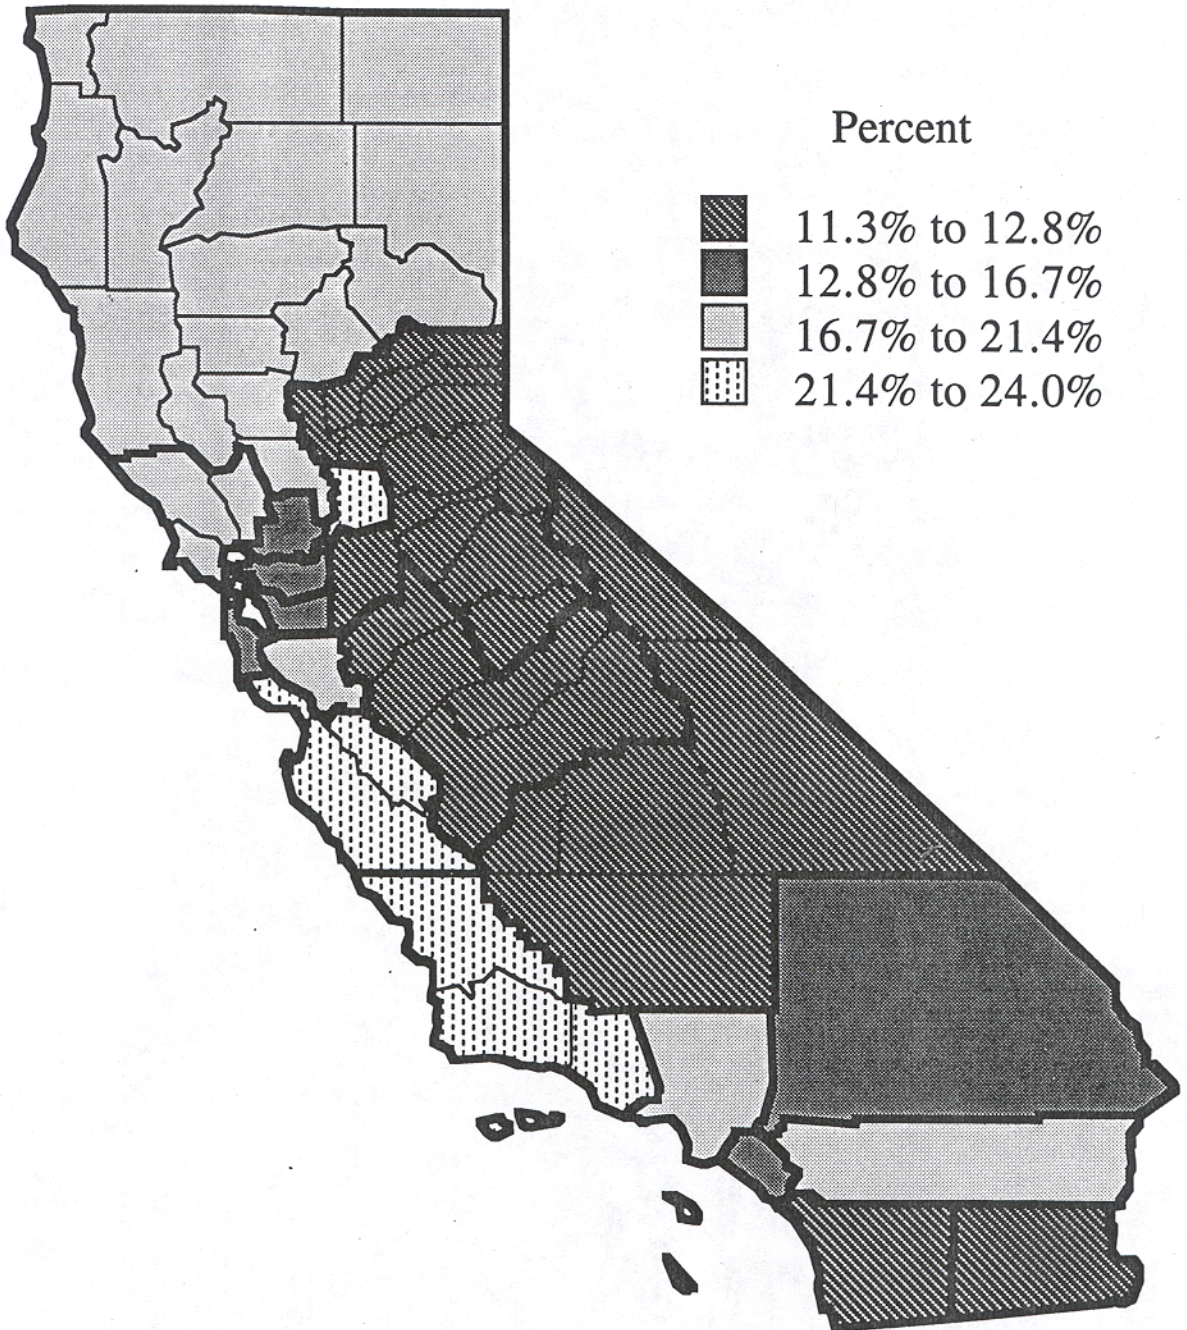 Percent
11.3% to 12.8%
12.8% to 16.7%
16.7% to 21.4%
21.4% to 24.0%